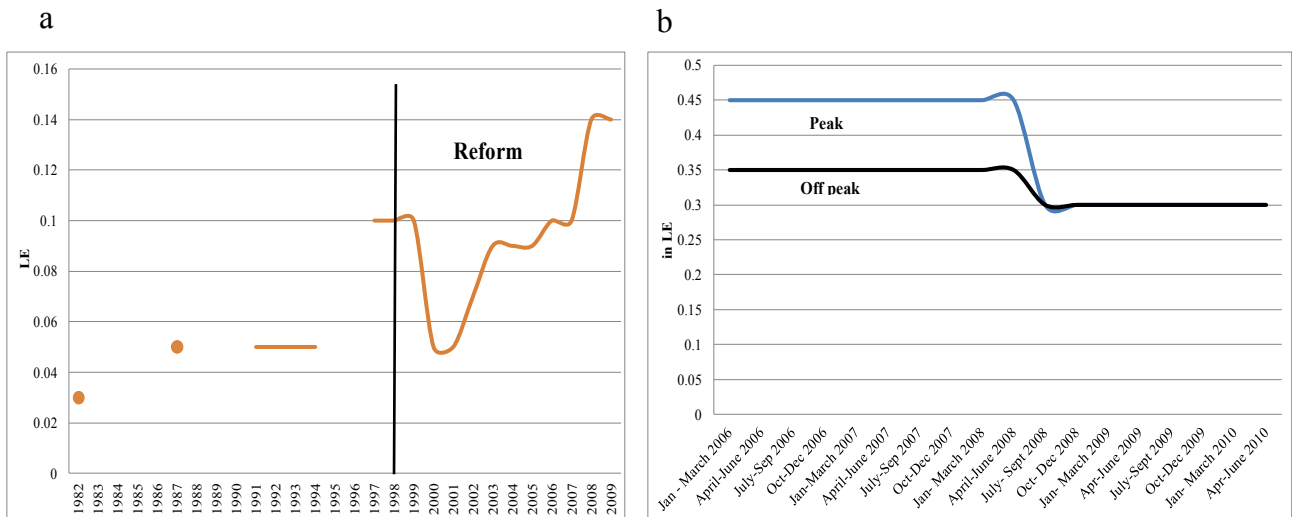 a
0.16
0.14
0.12
0.1
0.08
0.06
0.04
0.02
0
LE
Reform
1982
1983
1984
1985
1986
1987
1988
1989
1990
1991
1992
1993
1994
1995
1996
1997
1998
1999
2000
2001
2002
2003
2004
2005
2006
2007
2008
2009
b
0.5
0.45
0.4
0.35
0.3
0.25
0.2
0.15
0.1
0.05
0
in LE
Peak
Off peak
Jan - March 2006
April-June 2006
July-Sep 2006
Oct-Dec 2006
Jan-March 2007
April-June 2007
July-Sep 2007
Oct-Dec 2007
Jan-March 2008
April-June 2008
July- Sept 2008
Oct- Dec 2008
Jan- March 2009
Apr-June 2009
July-Sept 2009
Oct-Dec 2009
Jan- March 2010
Apr-June 2010